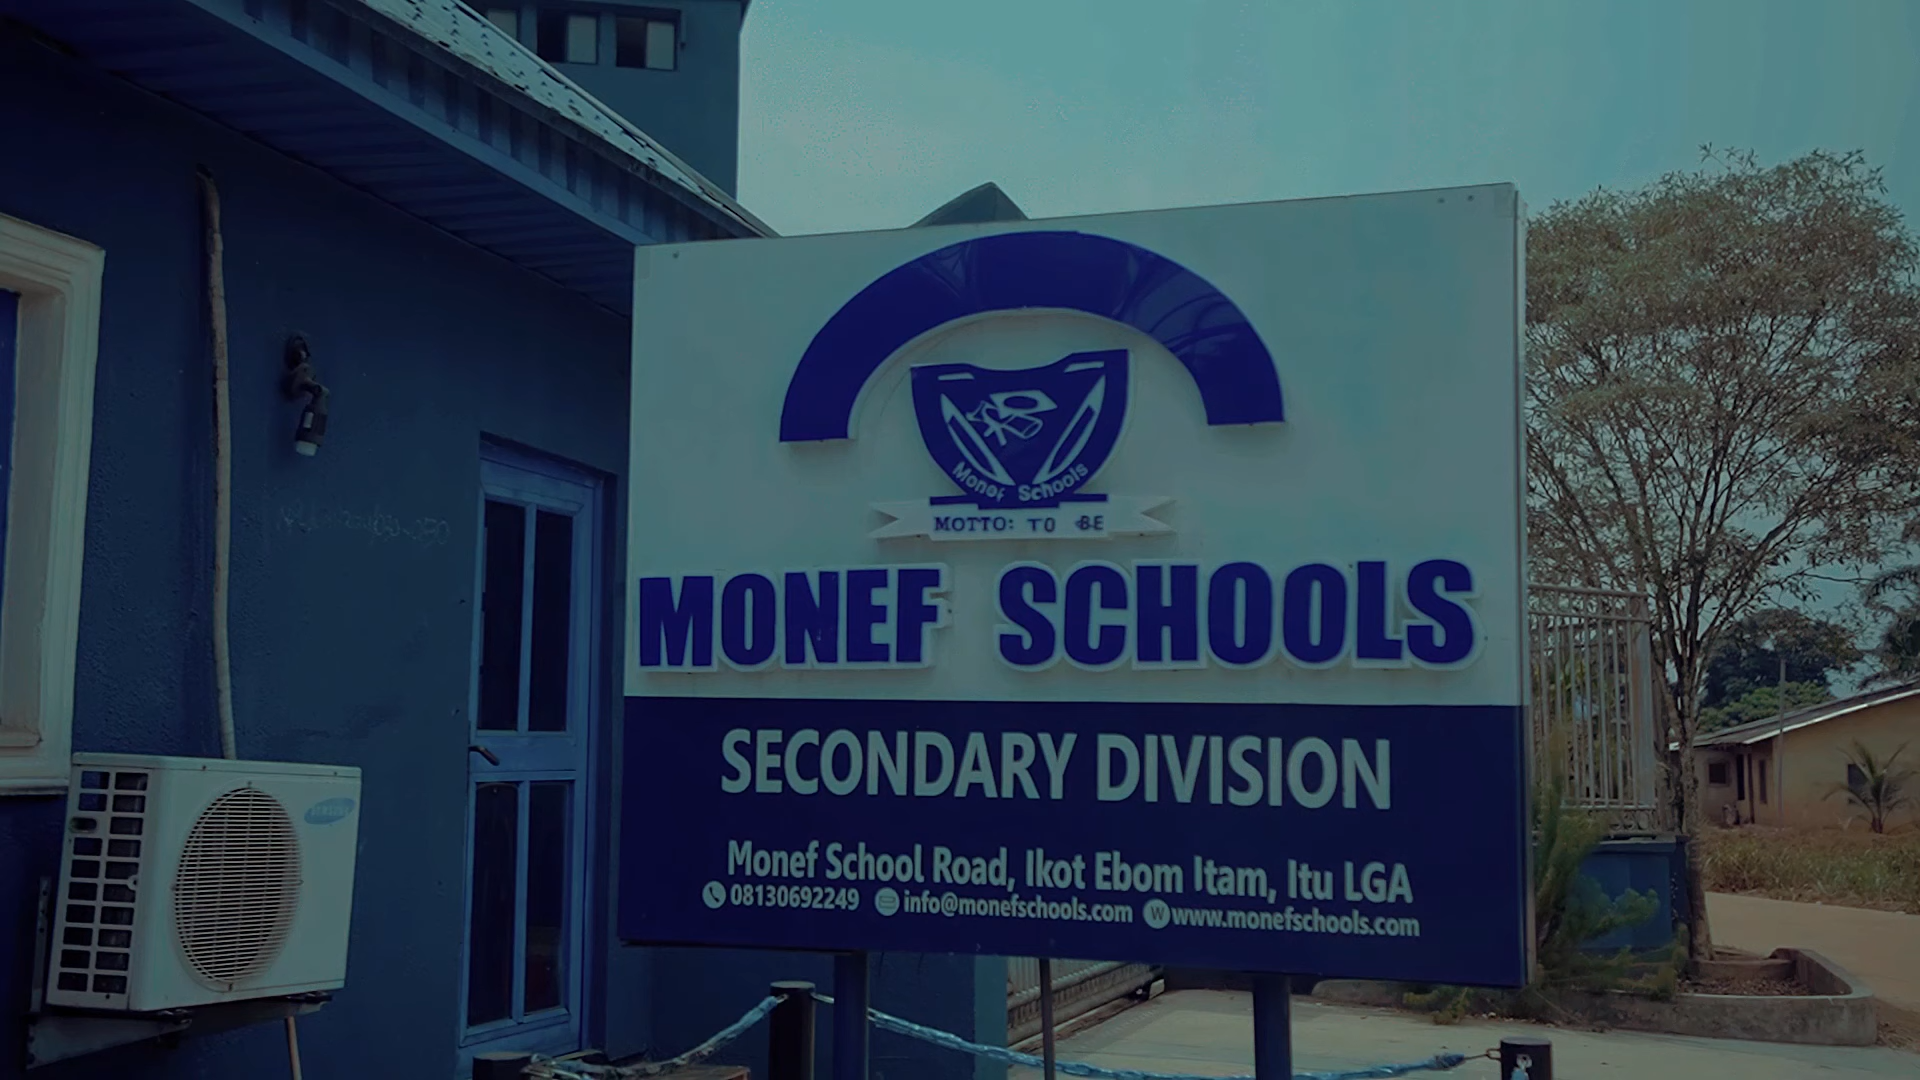 Monef Schools
MOTTO: TO BE
MONEF SCHOOLS
SECONDARY DIVISION
Monef School Road, Ikot Ebom Itam, Itu LGA
08130692249 info@monefschools.com W www.monefschools.com
SAMSUNG